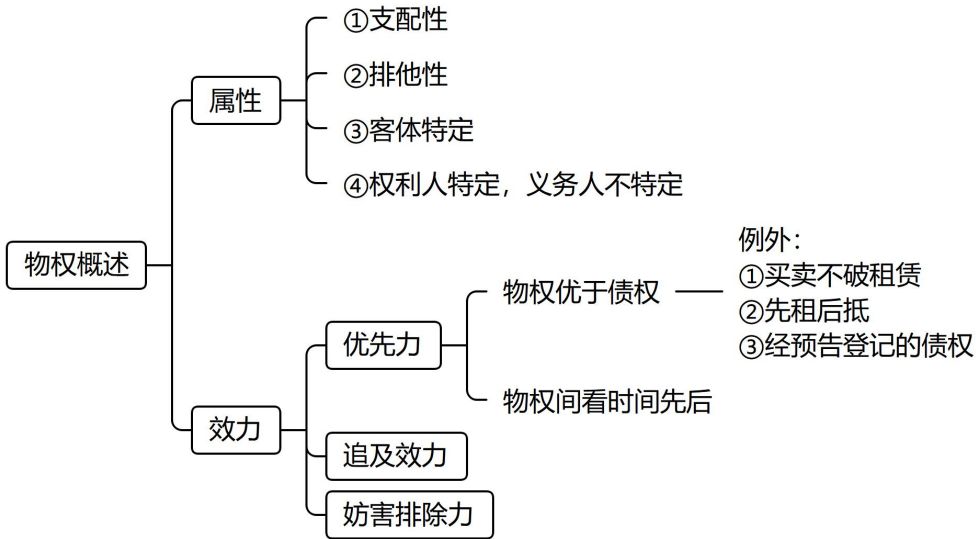 物权概述
属性
①支配性
②排他性
③客体特定
④权利人特定，义务人不特定
效力
优先力
物权优于债权
例外：
①买卖不破租赁
②先租后抵
③经预告登记的债权
物权间看时间先后
追及效力
妨害排除力